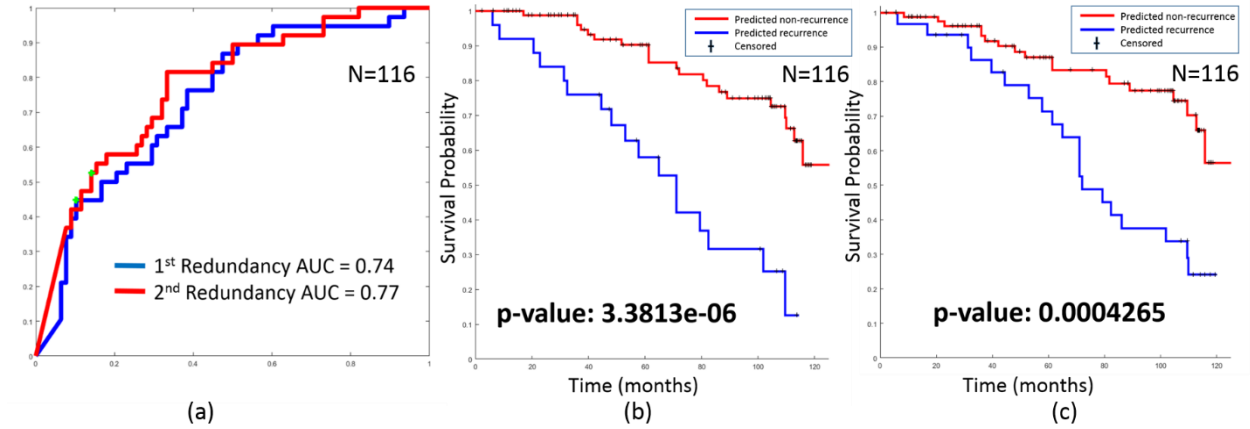 1
0.9
0.8
0.7
0.6
0.5
0.4
0.3
0.2
0.1
0
0 0.2 0.4 0.6 0.8 1
N=116
1st Redundancy AUC = 0.74
2nd Redundancy AUC = 0.77
(a)
Predicted non-recurrence
Predicted recurrence
Censored
N=116
Survival Probability
1
0.9
0.8
0.7
0.6
0.5
0.4
0.3
0.2
0.1
0
p-value: 3.3813e-06
0 20 40 60 80 100 120
Time (months)
(b)
Predicted non-recurrence
Predicted recurrence
Censored
N=116
Survival Probability
1
0.9
0.8
0.7
0.6
0.5
0.4
0.3
0.2
0.1
0
p-value: 0.0004265
0 20 40 60 80 100 120
Time (months)
(c)